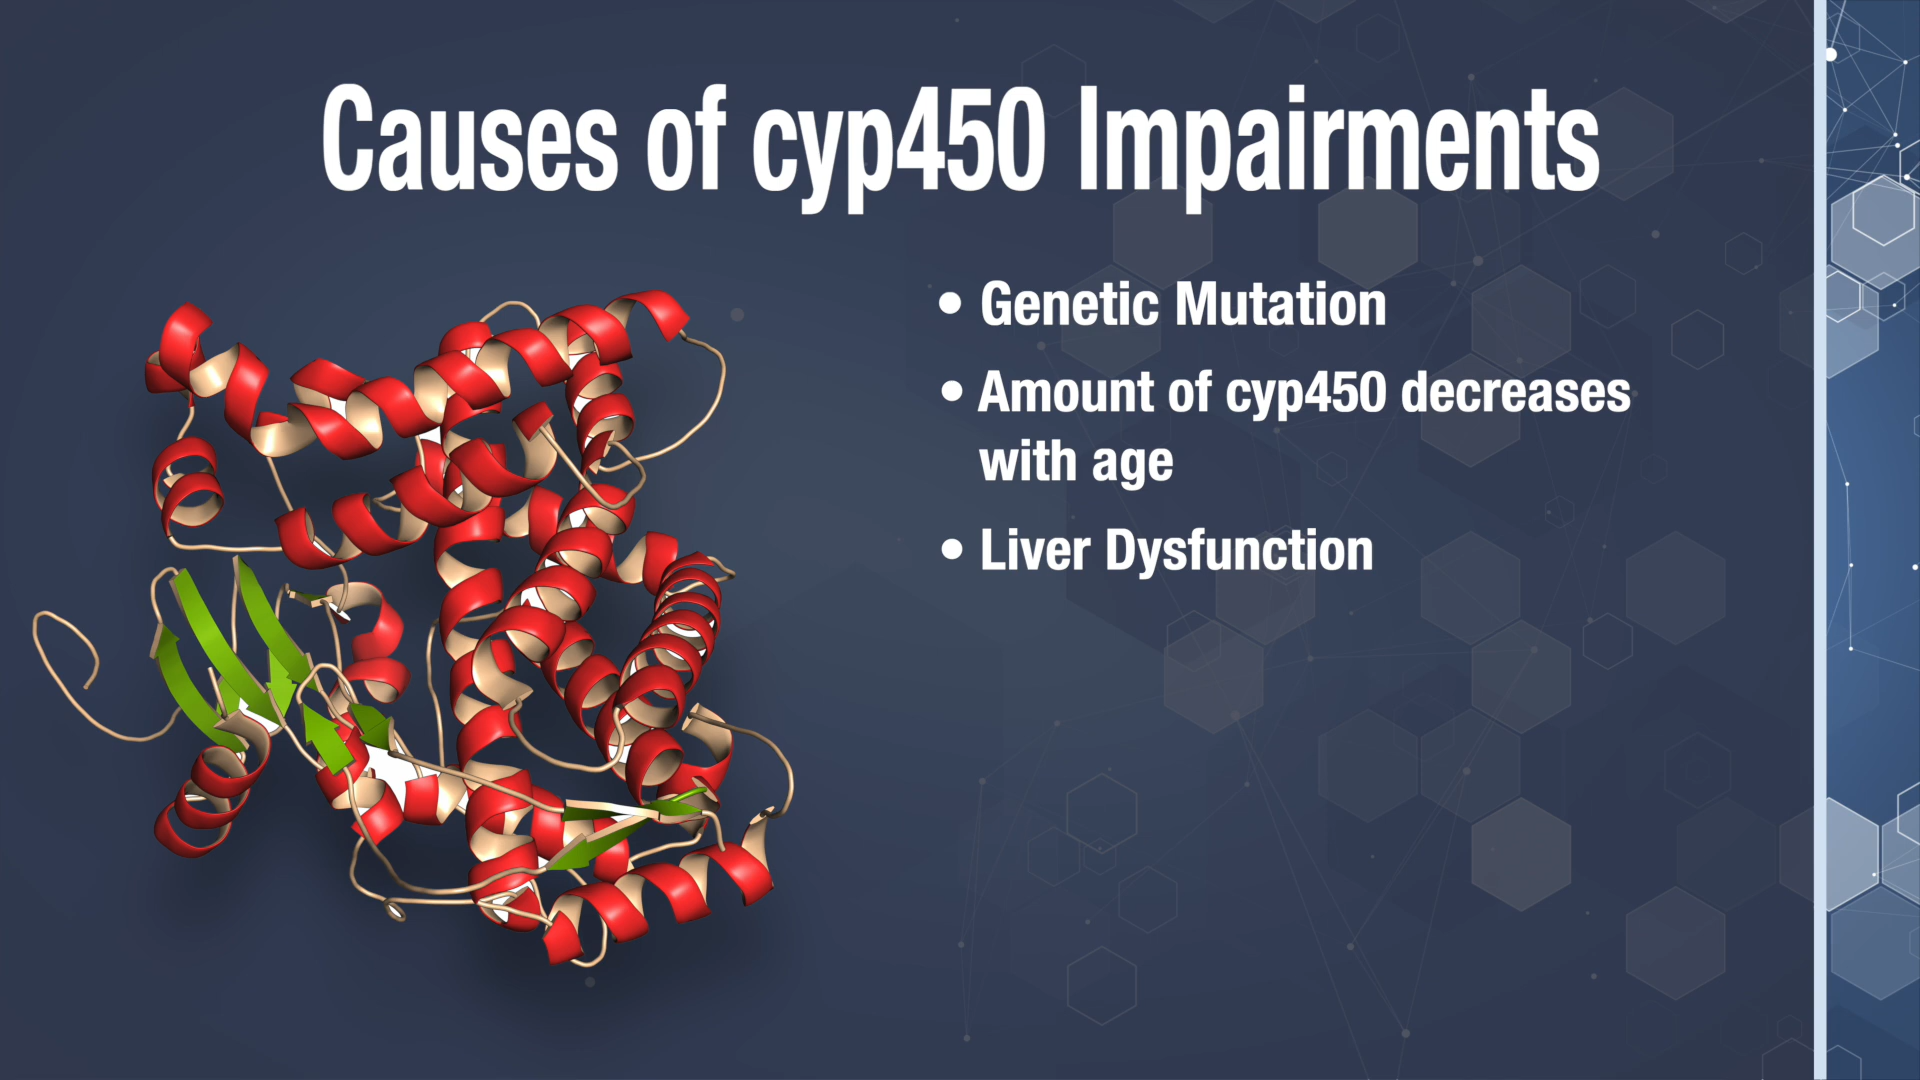 Causes of cyp450 Impairments
• Genetic Mutation
• Amount of cyp450 decreases
with age
• Liver Dysfunction